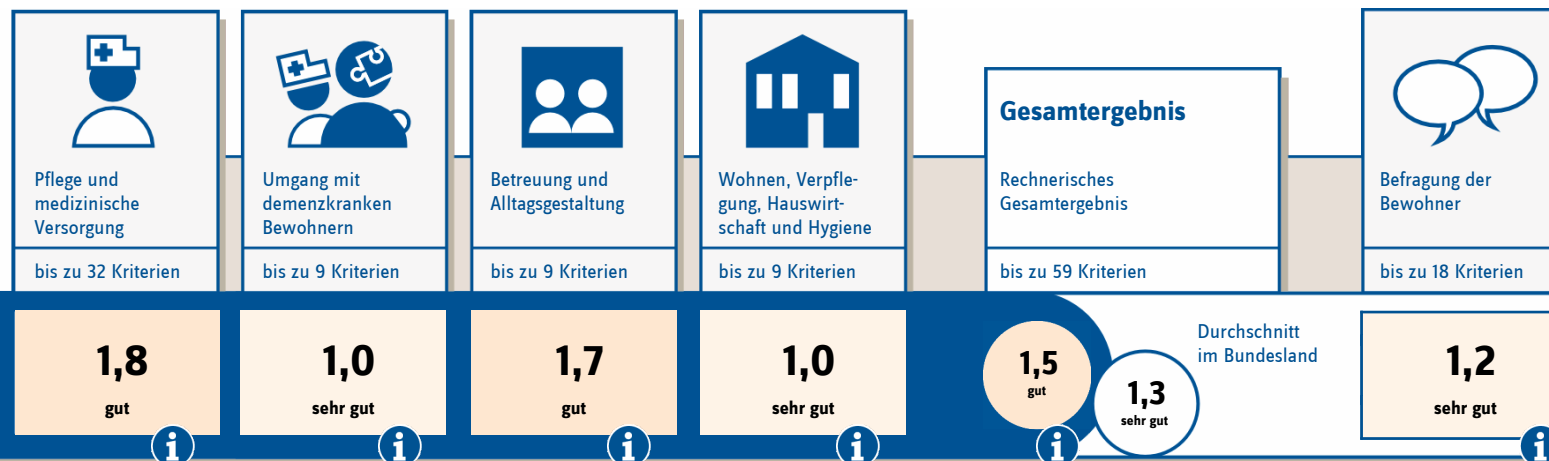 Pflege und
medizinische
Versorgung
bis zu 32 Kriterien
1,8
gut
i
Umgang mit
demenzkranken
Bewohnern
bis zu 9 Kriterien
1,0
sehr gut
i
Betreuung und
Alltagsgestaltung
bis zu 9 Kriterien
1,7
gut
i
Wohnen, Verpfle-
gung, Hauswirt-
schaft und Hygiene
bis zu 9 Kriterien
1,0
sehr gut
i
Gesamtergebnis
Rechnerisches
Gesamtergebnis
bis zu 59 Kriterien
1,5
gut
i
1,3
sehr gut
Durchschnitt
im Bundesland
Befragung der
Bewohner
bis zu 18 Kriterien
1,2
sehr gut
i